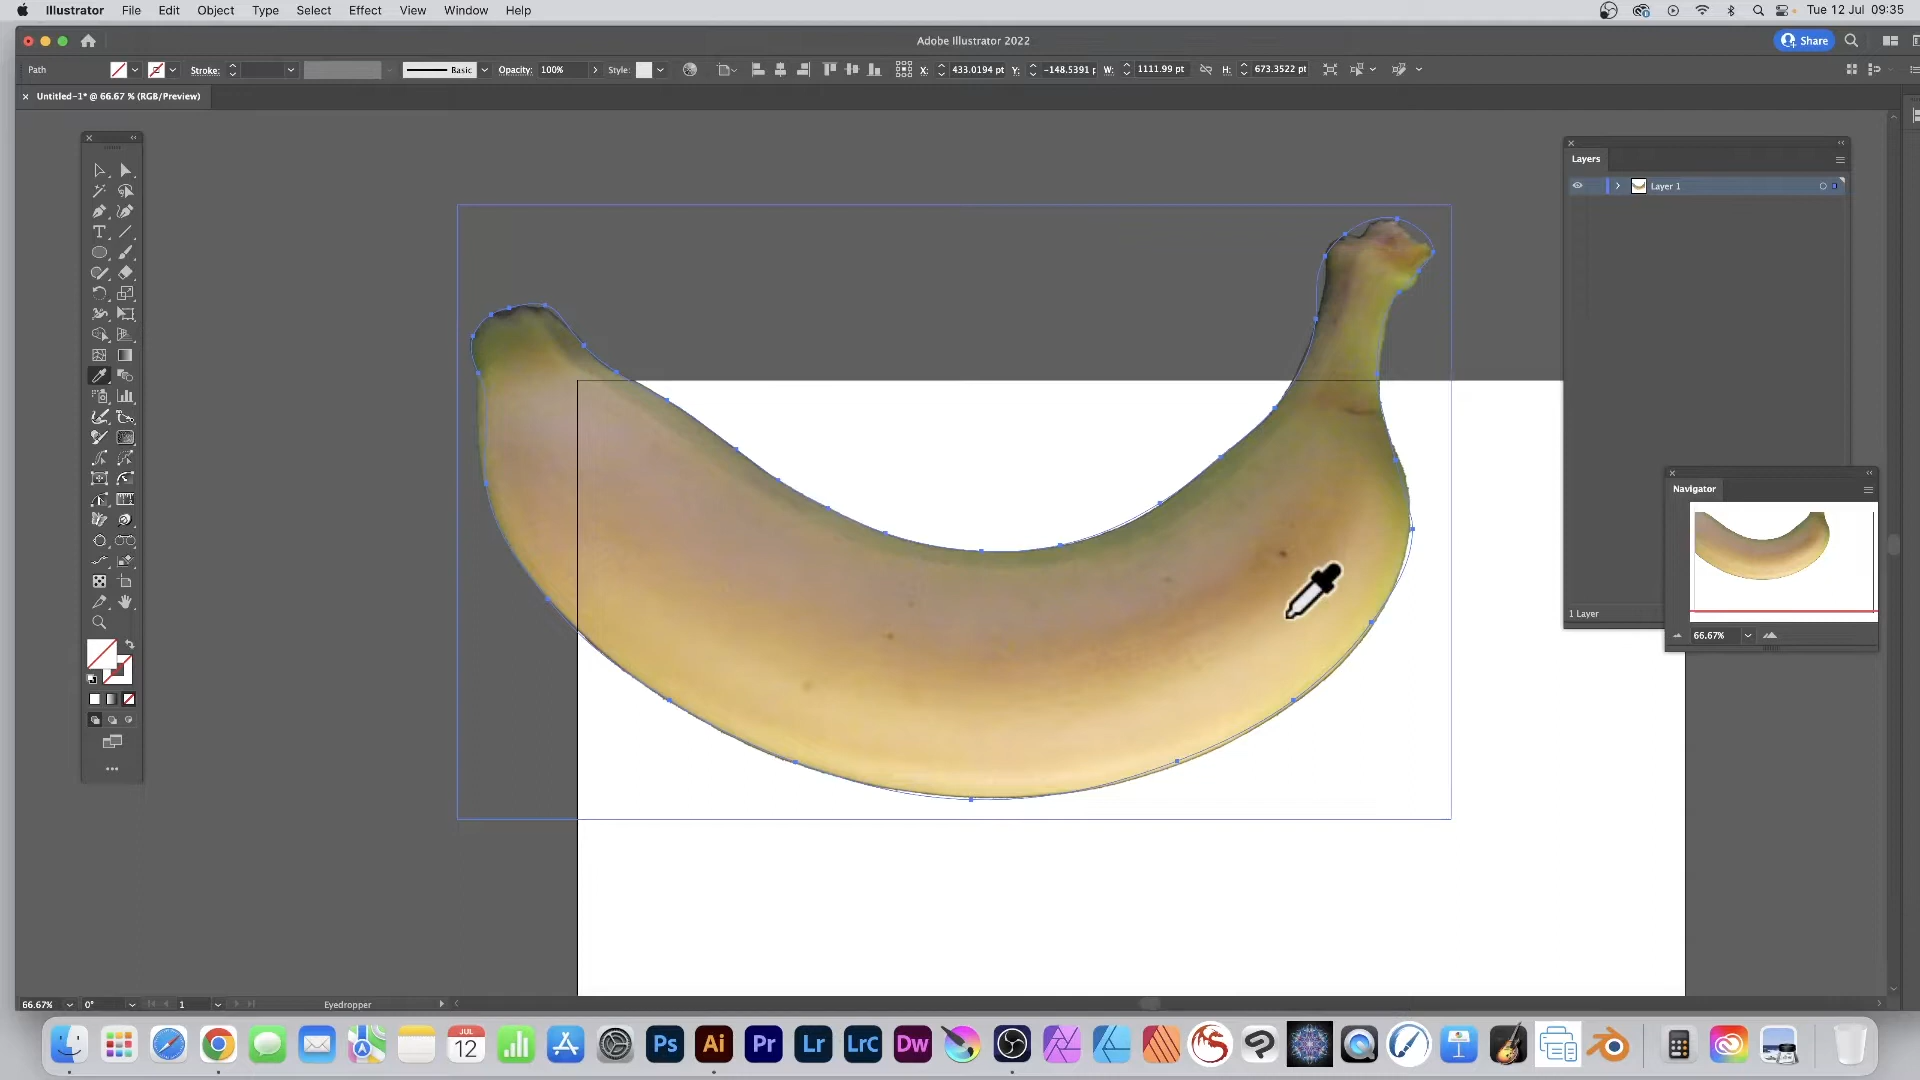 Illustrator File Edit Object Type Select Effect View Window Help
Tue 12 Jul 09:35
Adobe Illustrator 2022
Share
Path
Stroke:
Basic
Opacity: 100%
Style:
X: 433.0194 pt
Y: -148.5391 p
W: 1111.99 pt
H: 673.3522 pt
Untitled-1* @ 66.67 % (RGB/Preview)
Layers
Layer 1
Navigator
1 Layer
66.67%
66.67%
0°
1
Eyedropper
JUL
12
Ps
Ai
Pr
Lr
LrC
Dw